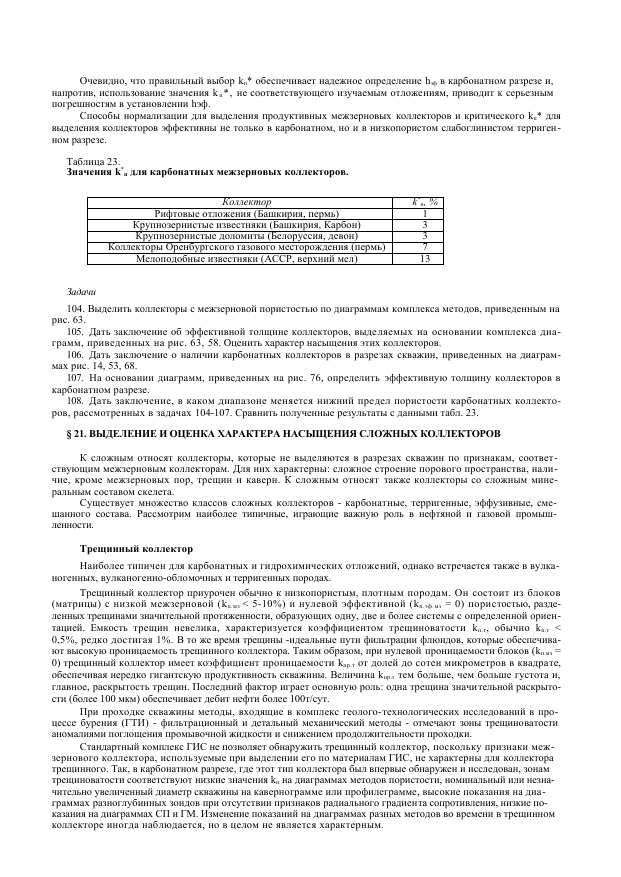 Очевидно, что правильный выбор kп* обеспечивает надежное определение hэф в карбонатном разрезе и,
напротив, использование значения kп*, не соответствующего изучаемым отложениям, приводит к серьезным
погрешностям в установлении hэф.
Способы нормализации для выделения продуктивных межзерновых коллекторов и критического kп* для
выделения коллекторов эффективны не только в карбонатном, но и в низкопористом слабоглинистом терриген-
ном разрезе.
Таблица 23.
Значения k*п для карбонатных межзерновых коллекторов.
Коллектор k*п, %
Рифтовые отложения (Башкирия, пермь) 1
Крупнозернистые известняки (Башкирия, Карбон) 3
Крупнозернистые доломиты (Белоруссия, девон) 3
Коллекторы Оренбургского газового месторождения (пермь) 7
Мелоподобные известняки (АССР, верхний мел) 13
Задачи
104. Выделить коллекторы с межзерновой пористостью по диаграммам комплекса методов, приведенным на
рис. 63.
105. Дать заключение об эффективной толщине коллекторов, выделяемых на основании комплекса диа-
грамм, приведенных на рис. 63, 58. Оценить характер насыщения этих коллекторов.
106. Дать заключение о наличии карбонатных коллекторов в разрезах скважин, приведенных на диаграм-
мах рис. 14, 53, 68.
107. На основании диаграмм, приведенных на рис. 76, определить эффективную толщину коллекторов в
карбонатном разрезе.
108. Дать заключение, в каком диапазоне меняется нижний предел пористости карбонатных коллекто-
ров, рассмотренных в задачах 104-107. Сравнить полученные результаты с данными табл. 23.
§ 21. ВЫДЕЛЕНИЕ И ОЦЕНКА ХАРАКТЕРА НАСЫЩЕНИЯ СЛОЖНЫХ КОЛЛЕКТОРОВ
К сложным относят коллекторы, которые не выделяются в разрезах скважин по признакам, соответ-
ствующим межзерновым коллекторам. Для них характерны: сложное строение порового пространства, нали-
чие, кроме межзерновых пор, трещин и каверн. К сложным относят также коллекторы со сложным мине-
ральным составом скелета.
Существует множество классов сложных коллекторов - карбонатные, терригенные, эффузивные, сме-
шанного состава. Рассмотрим наиболее типичные, играющие важную роль в нефтяной и газовой промыш-
ленности.
Трещинный коллектор
Наиболее типичен для карбонатных и гидрохимических отложений, однако встречается также в вулка-
ногенных, вулканогенно-обломочных и терригенных породах.
Трещинный коллектор приурочен обычно к низкопористым, плотным породам. Он состоит из блоков
(матрицы) с низкой межзерновой (kп.мз < 5-10%) и нулевой эффективной (kп.эф.мз = 0) пористостью, разде-
ленных трещинами значительной протяженности, образующих одну, две и более системы с определенной ориен-
тацией. Емкость трещин невелика, характеризуется коэффициентом трещиноватости kп.т, обычно kп.т <
0,5%, редко достигая 1%. В то же время трещины -идеальные пути фильтрации флюидов, которые обеспечива-
ют высокую проницаемость трещинного коллектора. Таким образом, при нулевой проницаемости блоков (kп.мз =
0) трещинный коллектор имеет коэффициент проницаемости kпр.т от долей до сотен микрометров в квадрате,
обеспечивая нередко гигантскую продуктивность скважины. Величина kпр.т тем больше, чем больше густота и,
главное, раскрытость трещин. Последний фактор играет основную роль: одна трещина значительной раскрыто-
сти (более 100 мкм) обеспечивает дебит нефти более 100т/сут.
При проходке скважины методы, входящие в комплекс геолого-технологических исследований в про-
цессе бурения (ГТИ) - фильтрационный и детальный механический методы - отмечают зоны трещиноватости
аномалиями поглощения промывочной жидкости и снижением продолжительности проходки.
Стандартный комплекс ГИС не позволяет обнаружить трещинный коллектор, поскольку признаки меж-
зернового коллектора, используемые при выделении его по материалам ГИС, не характерны для коллектора
трещинного. Так, в карбонатном разрезе, где этот тип коллектора был впервые обнаружен и исследован, зонам
трещиноватости соответствуют низкие значения kп на диаграммах методов пористости, номинальный или незна-
чительно увеличенный диаметр скважины на кавернограмме или профилеграмме, высокие показания на диа-
граммах разноглубинных зондов при отсутствии признаков радиального градиента сопротивления, низкие по-
казания на диаграммах СП и ГМ. Изменение показаний на диаграммах разных методов во времени в трещинном
коллекторе иногда наблюдается, но в целом не является характерным.